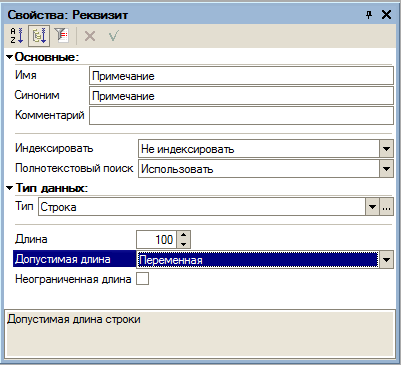 Свойства: Реквизит
Основные:
Имя Примечание
Синоним Примечание
Комментарий
Индексировать Не индексировать
Полнотекстовый поиск Использовать
Тип данных:
Тип Строка ...
Длина 100
Допустимая длина Переменная
Неограниченная длина
Допустимая длина строки